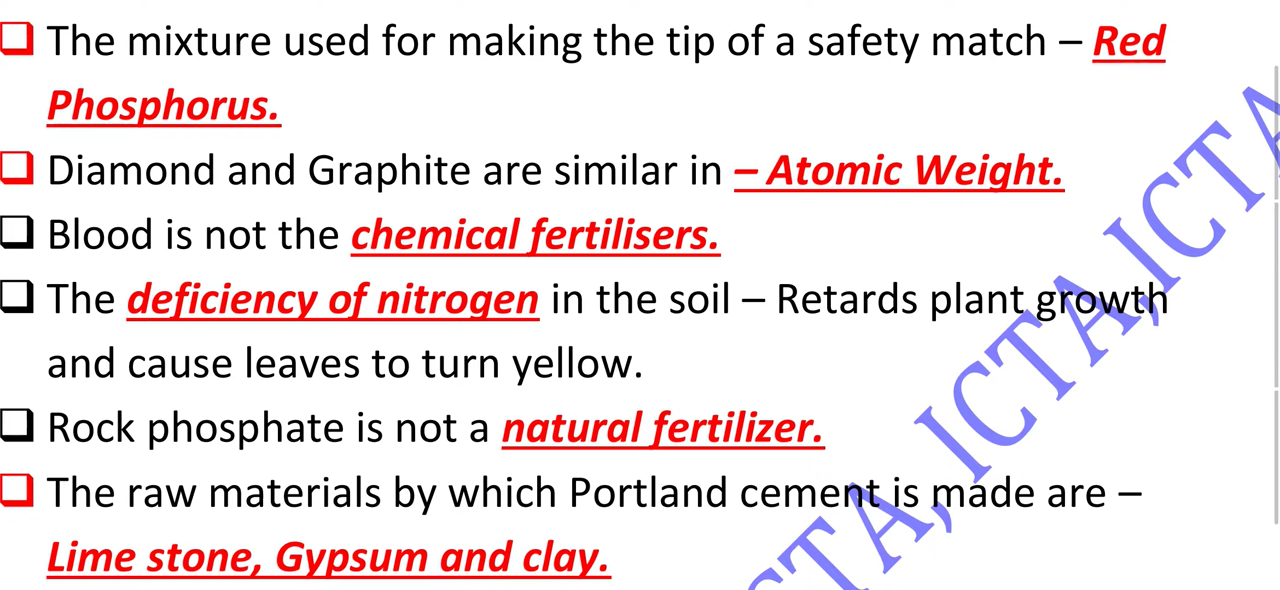 ❑ The mixture used for making the tip of a safety match – Red
Phosphorus.
❑ Diamond and Graphite are similar in – Atomic Weight.
❑ Blood is not the chemical fertilisers.
❑ The deficiency of nitrogen in the soil – Retards plant growth
and cause leaves to turn yellow.
❑ Rock phosphate is not a natural fertilizer.
❑ The raw materials by which Portland cement is made are –
Lime stone, Gypsum and clay.
ICTA, ICTA, ICTA,